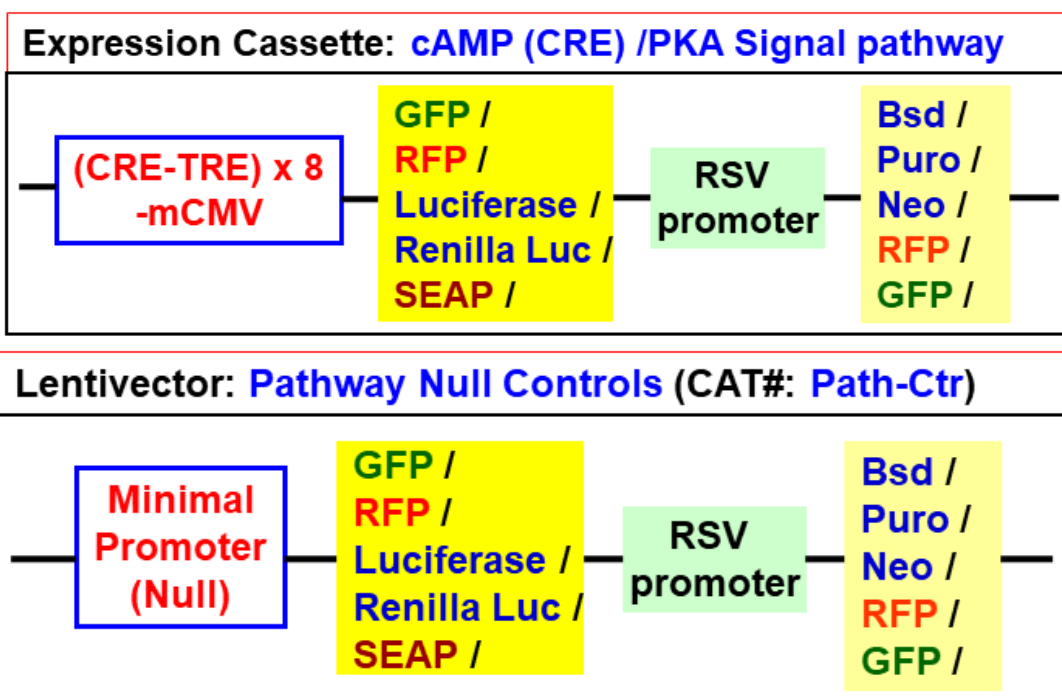 Expression Cassette: cAMP (CRE) /PKA Signal pathway
(CRE-TRE) x 8
-mCMV
GFP /
RFP /
Luciferase /
Renilla Luc /
SEAP /
RSV
promoter
Bsd /
Puro /
Neo /
RFP /
GFP /
Lentivector: Pathway Null Controls (CAT#: Path-Ctr)
Minimal
Promoter
(Null)
GFP /
RFP /
Luciferase /
Renilla Luc /
SEAP /
RSV
promoter
Bsd /
Puro /
Neo /
RFP /
GFP /